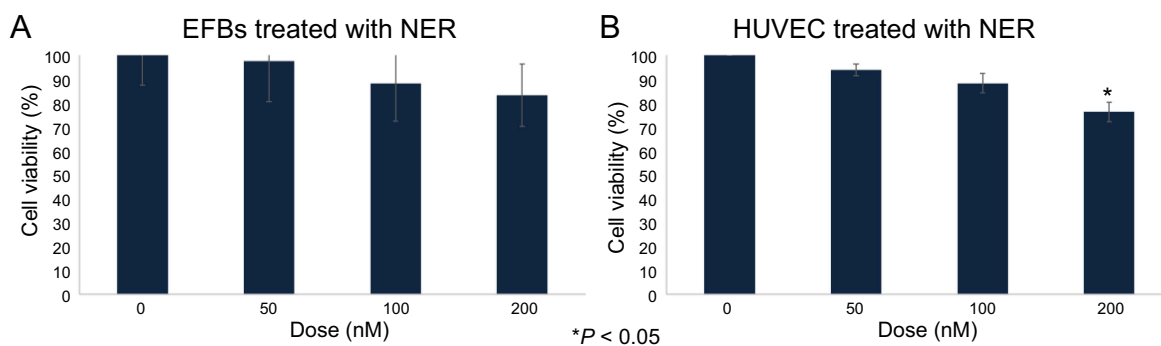 A
EFBs treated with NER
Cell viability (%)
100
90
80
70
60
50
40
30
20
10
0
0 50 100 200
Dose (nM)
B
HUVEC treated with NER
Cell viability (%)
100
90
80
70
60
50
40
30
20
10
0
*
0 50 100 200
Dose (nM)
*P < 0.05